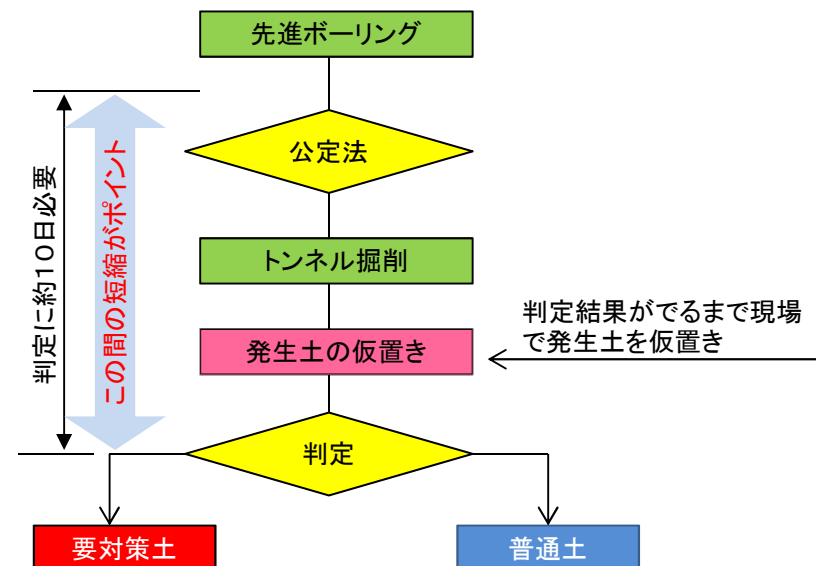 先進ボーリング
公定法
トンネル掘削
発生土の仮置き
判定
要対策土
普通土
判定に約10日必要
この間の短縮がポイント
判定結果がでるまで現場
で発生土を仮置き